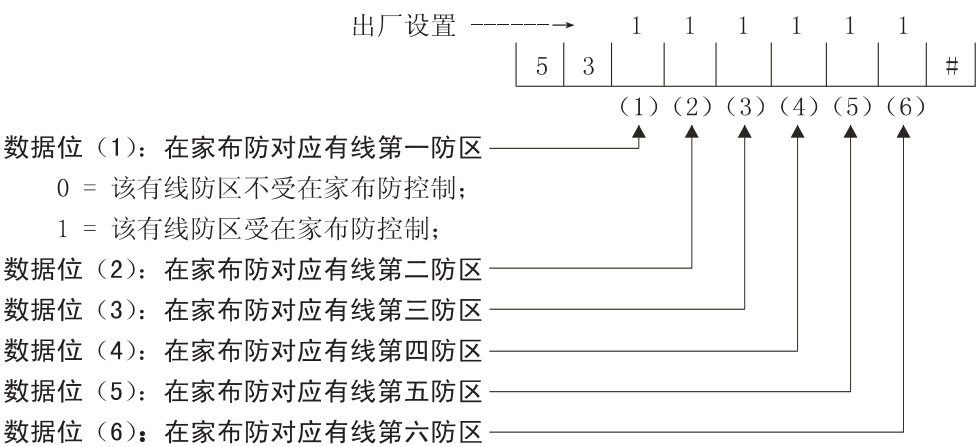 出厂设置 1 1 1 1 1 1
5 3 #
(1) (2) (3) (4) (5) (6)
数据位（1）：在家布防对应有线第一防区
0 = 该有线防区不受在家布防控制；
1 = 该有线防区受在家布防控制；
数据位（2）：在家布防对应有线第二防区
数据位（3）：在家布防对应有线第三防区
数据位（4）：在家布防对应有线第四防区
数据位（5）：在家布防对应有线第五防区
数据位（6）：在家布防对应有线第六防区